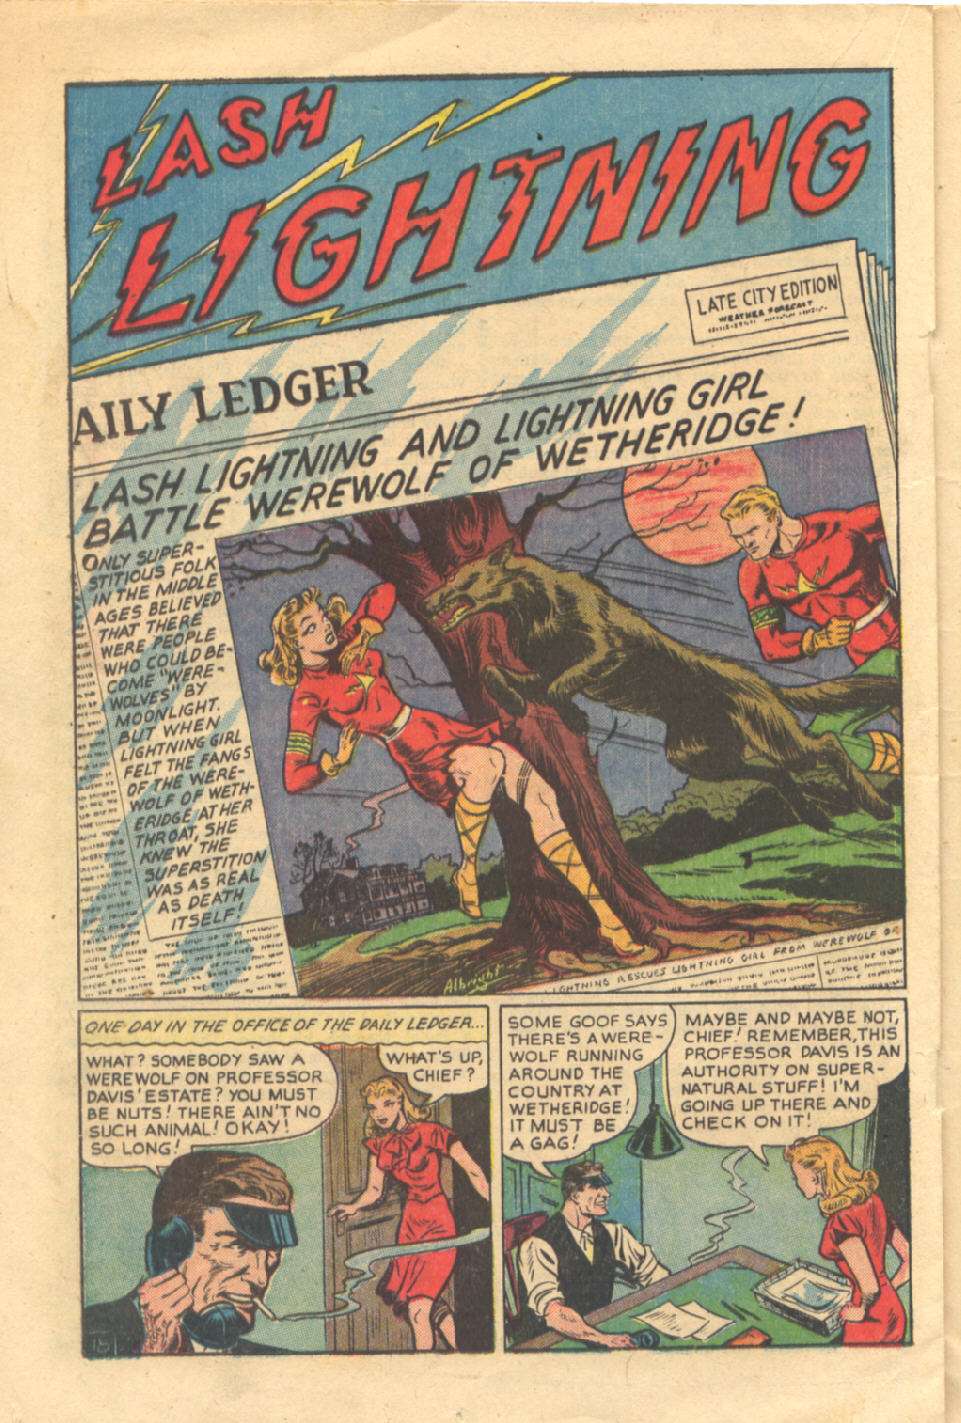 LASH
LIGHTNING
LATE CITY EDITION
WEATHER FORECAST
AILY LEDGER
LASH LIGHTNING AND LIGHTNING GIRL
BATTLE WEREWOLF OF WETHERIDGE!
ONLY SUPER-
STITIOUS FOLK
IN THE MIDDLE
AGES BELIEVED
THAT THERE
WERE PEOPLE
WHO COULD BE-
COME "WERE-
WOLVES" BY
MOONLIGHT.
BUT WHEN
LIGHTNING GIRL
FELT THE FANGS
OF THE WERE-
WOLF OF WETH-
ERIDGE AT HER
THROAT, SHE
KNEW THE
SUPERSTITION
WAS AS REAL
AS DEATH
ITSELF!
Albright
LIGHTNING RESCUES LIGHTNING GIRL FROM WEREWOLF OF
ONE DAY IN THE OFFICE OF THE DAILY LEDGER...
WHAT? SOMEBODY SAW A
WEREWOLF ON PROFESSOR
DAVIS' ESTATE? YOU MUST
BE NUTS! THERE AIN'T NO
SUCH ANIMAL! OKAY!
SO LONG!
WHAT'S UP,
CHIEF?
SOME GOOF SAYS
THERE'S A WERE-
WOLF RUNNING
AROUND THE
COUNTRY AT
WETHERIDGE!
IT MUST BE
A GAG!
MAYBE AND MAYBE NOT,
CHIEF! REMEMBER, THIS
PROFESSOR DAVIS IS AN
AUTHORITY ON SUPER-
NATURAL STUFF! I'M
GOING UP THERE AND
CHECK ON IT!